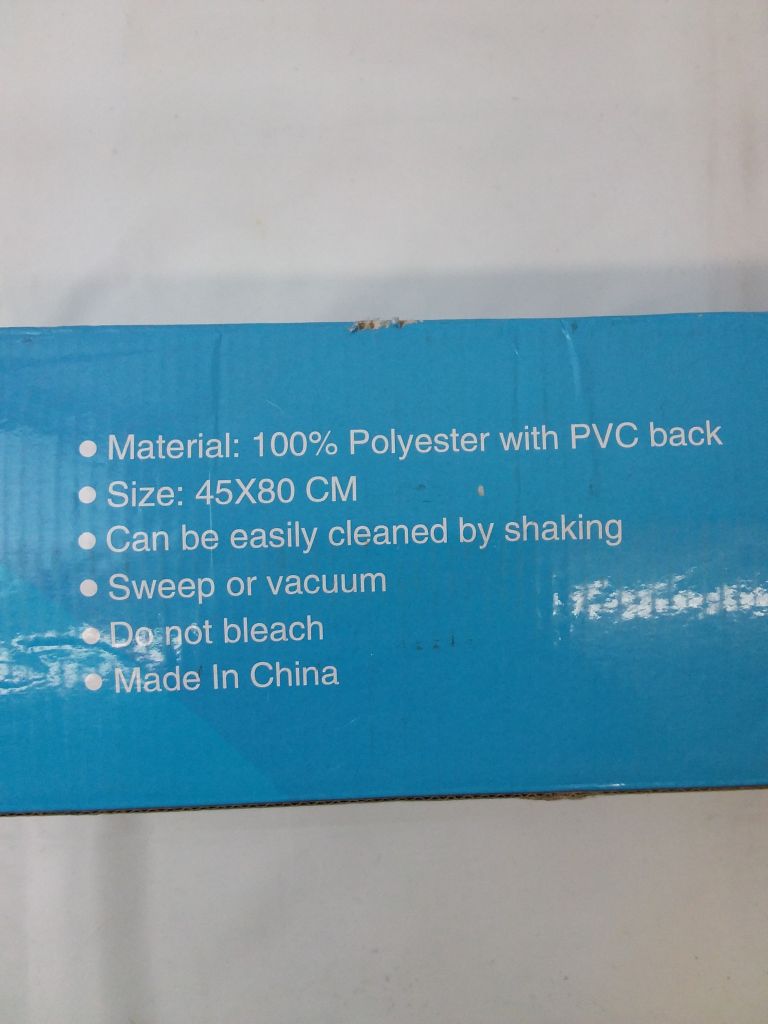 • Material: 100% Polyester with PVC back
• Size: 45X80 CM
• Can be easily cleaned by shaking
• Sweep or vacuum
• Do not bleach
• Made In China